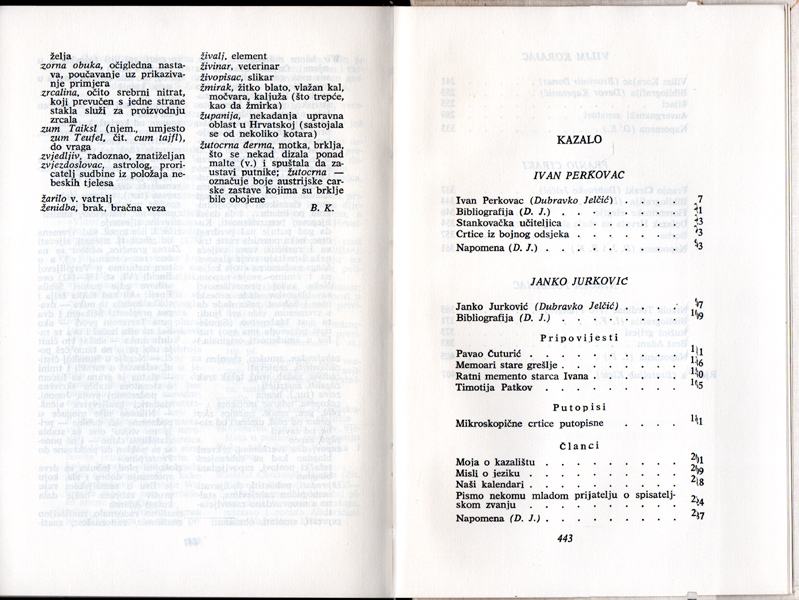 želja
zorna obuka, očigledna nasta-
va, poučavanje uz prikaziva-
nje primjera
zrcalina, očito srebrni nitrat,
koji prevučen s jedne strane
stakla služi za proizvodnju
zrcala
zum Taiksl (njem., umjesto
zum Teufel, čit. cum tajfl),
do vraga
zvjedljiv, radoznao, znatiželjan
zvjezdoslovac, astrolog, prori-
catelj sudbine iz položaja ne-
beskih tjelesa
žarilo v. vatralj
ženidba, brak, bračna veza
živalj, element
živinar, veterinar
živopisac, slikar
žmirak, žitko blato, vlažan kal,
močvara, kaljuža (što trepće,
kao da žmirka)
županija, nekadanja upravna
oblast u Hrvatskoj (sastojala
se od nekoliko kotara)
žutocrna đerma, motka, brklja,
što se nekad dizala ponad
malte (v.) i spuštala da za-
ustavi putnike; žutocrna —
označuje boje austrijske car-
ske zastave kojima su brklje
bile obojene
B. K.
KAZALO
IVAN PERKOVAC
Ivan Perkovac (Dubravko Jelčić) . . . . . 7
Bibliografija (D. J.) . . . . . . . .
Stankovačka učiteljica . . . . . . .
Crtice iz bojnog odsjeka . . . . . . .
Napomena (D. J.) . . . . . . . .
JANKO JURKOVIĆ
Janko Jurković (Dubravko Jelčić) . . . . .
Bibliografija (D. J.) . . . . . . . .
Pripovijesti
Pavao Čuturić . . . . . . . . .
Memoari stare grešlje . . . . . . . .
Ratni memento starca Ivana . . . . . .
Timotija Patkov . . . . . . . . .
Putopisi
Mikroskopične crtice putopisne . . . . .
Članci
Moja o kazalištu . . . . . . . . .
Misli o jeziku . . . . . . . . .
Naši kalendari . . . . . . . . .
Pismo nekomu mladom prijatelju o spisatelj-
skom zvanju . . . . . . . . .
Napomena (D. J.) . . . . . . . .
443